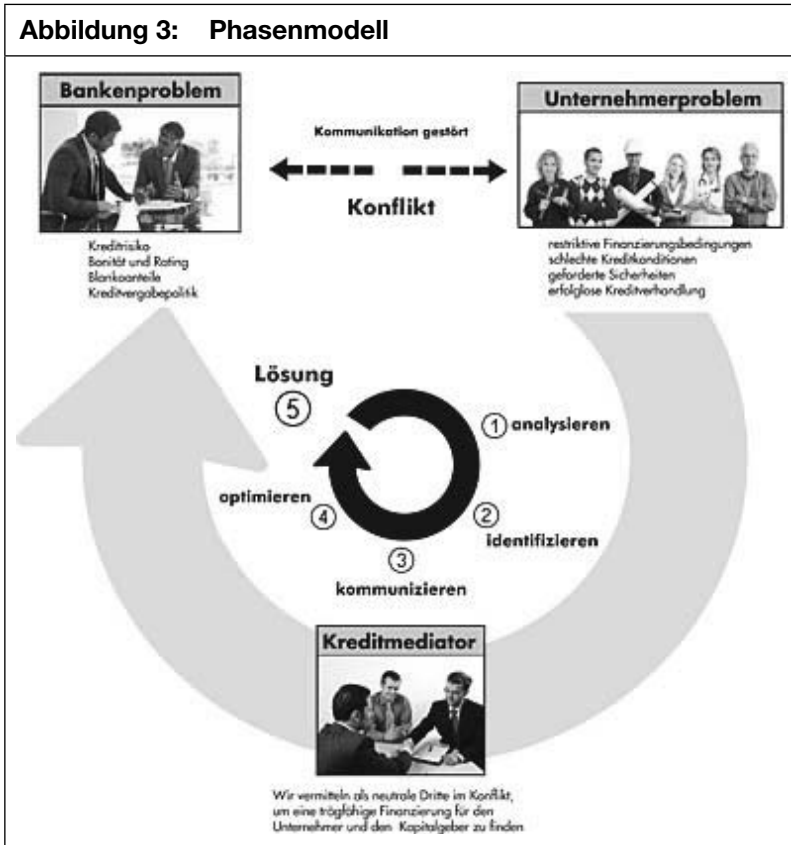 Abbildung 3: Phasenmodell
Bankenproblem
Kreditrisiko
Bonität und Rating
Blankoanteile
Kreditvergabepolitik
Kommunikation gestört
Konflikt
Unternehmerproblem
restriktive Finanzierungsbedingungen
schlechte Kreditkonditionen
geforderte Sicherheiten
erfolglose Kreditverhandlung
Lösung
5
1 analysieren
2
identifizieren
3
kommunizieren
optimieren
4
Kreditmediator
Wir vermitteln als neutrale Dritte im Konflikt,
um eine tragfähige Finanzierung für den
Unternehmer und den Kapitalgeber zu finden